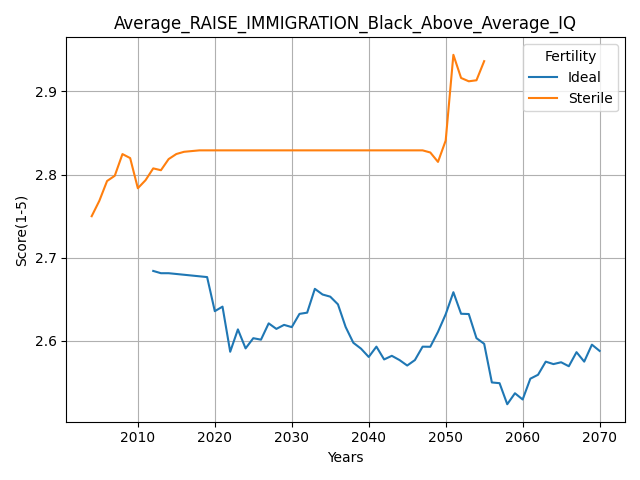 Average_RAISE_IMMIGRATION_Black_Above_Average_IQ
Fertility
Ideal
Sterile
Score(1-5)
2.9
2.8
2.7
2.6
2010
2020
2030
2040
2050
2060
2070
Years